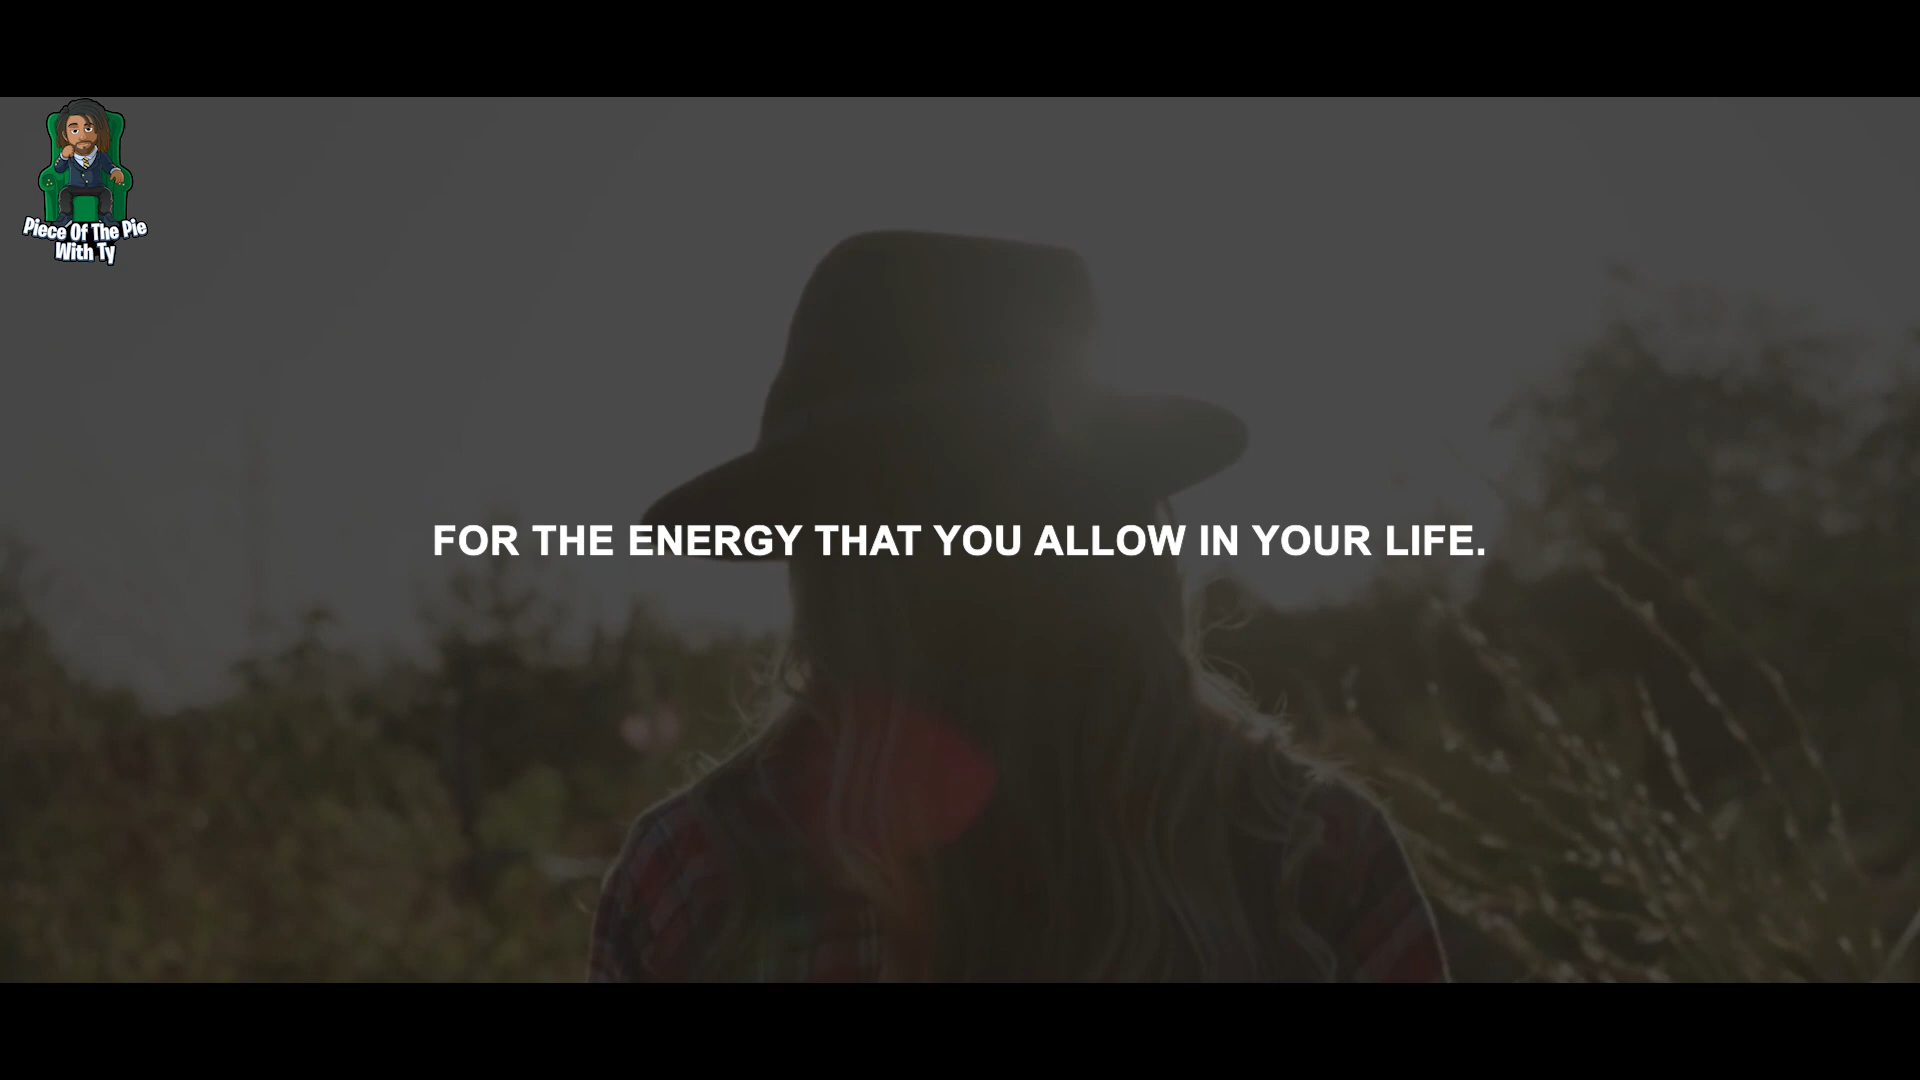 Piece Of The Pie
With Ty
FOR THE ENERGY THAT YOU ALLOW IN YOUR LIFE.